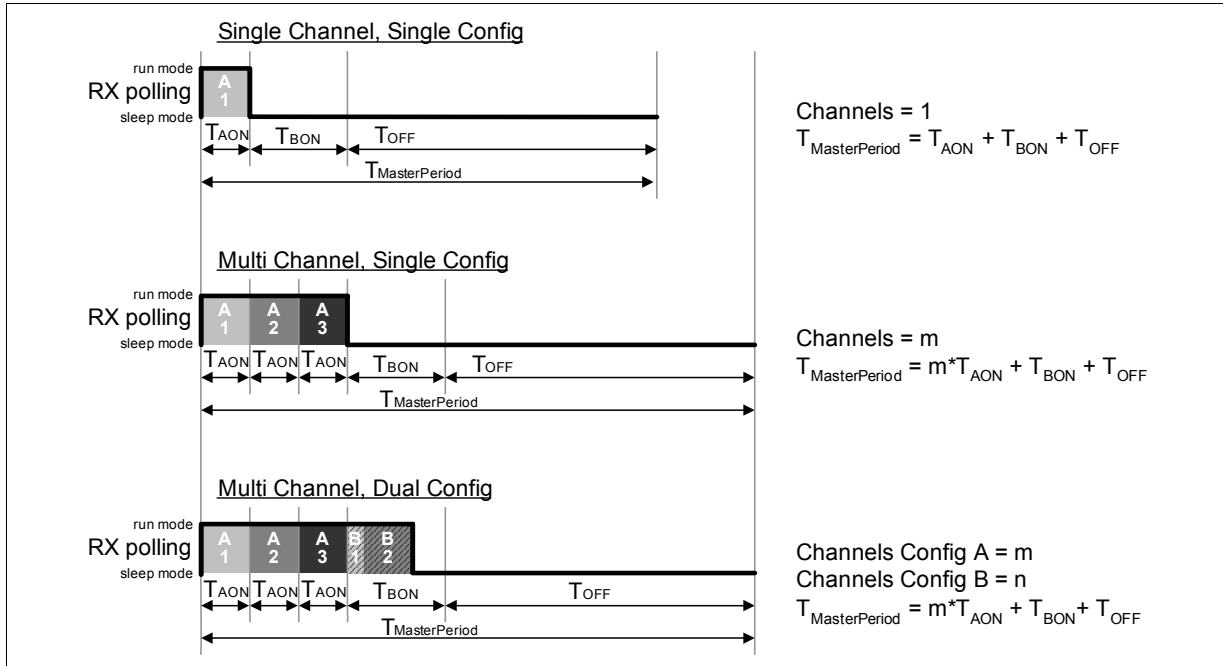 Single Channel, Single Config
run mode
RX polling
sleep mode
A
1
TAON
TBON
TOFF
TMasterPeriod
Channels = 1
TMasterPeriod = TAON + TBON + TOFF
Multi Channel, Single Config
run mode
RX polling
sleep mode
A
1
A
2
A
3
TAON
TAON
TAON
TBON
TOFF
TMasterPeriod
Channels = m
TMasterPeriod = m*TAON + TBON + TOFF
Multi Channel, Dual Config
run mode
RX polling
sleep mode
A
1
A
2
A
3
B
1
B
2
TAON
TAON
TAON
TBON
TOFF
TMasterPeriod
Channels Config A = m
Channels Config B = n
TMasterPeriod = m*TAON + TBON+ TOFF